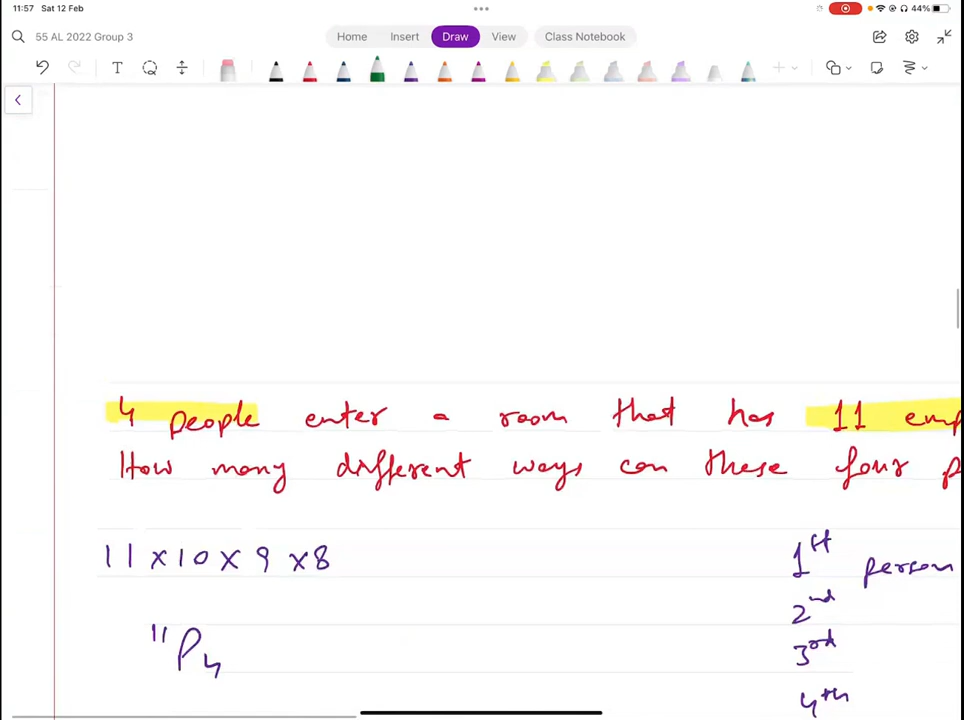 11:57 Sat 12 Feb
44%
55 AL 2022 Group 3
Home Insert Draw View Class Notebook
4 people enter a room that has 11 emp
How many different ways can these four p
11 x 10 x 9 x 8
1st person
2nd
¹¹P₄
3rd
4th